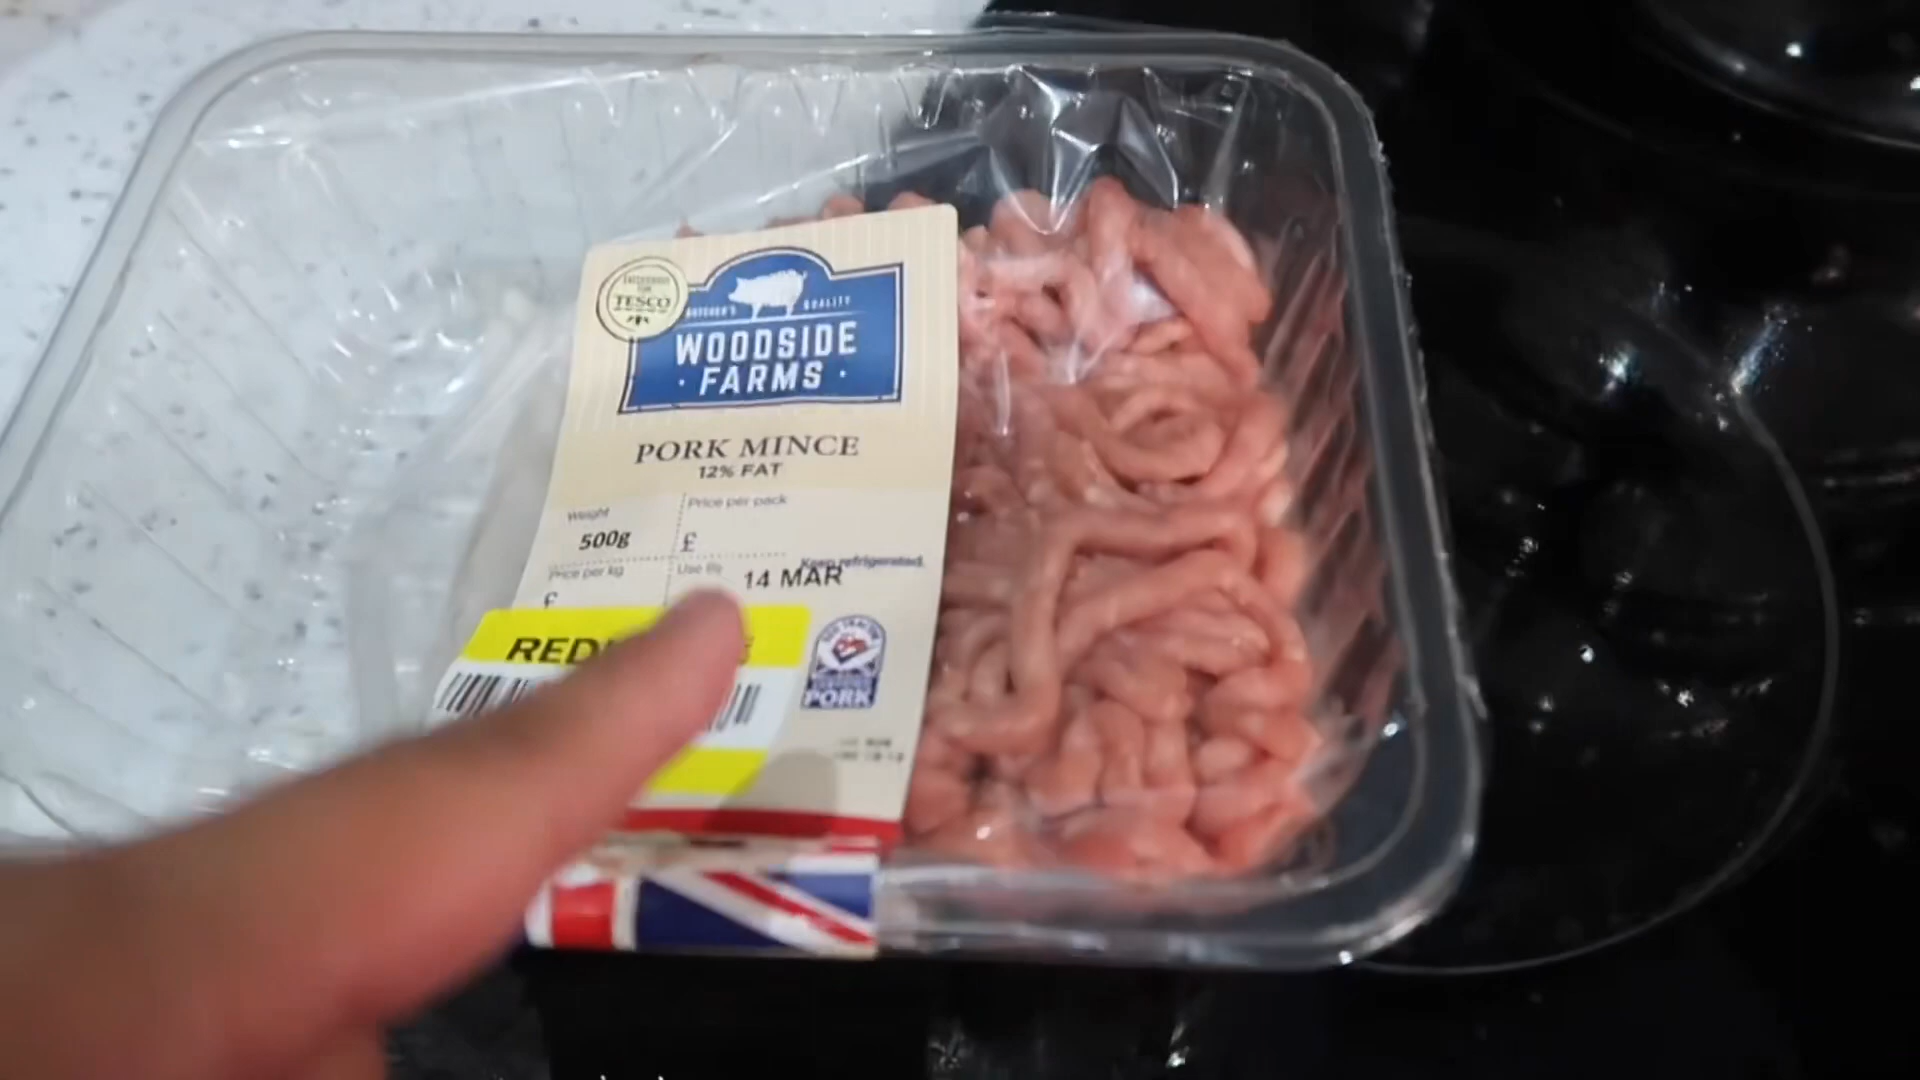 TESCO
BUTCHER'S QUALITY
WOODSIDE
· FARMS ·
PORK MINCE
12% FAT
Weight
500g
Price per pack
£
Keep refrigerated.
Price per kg
£
Use By
14 MAR
PORK